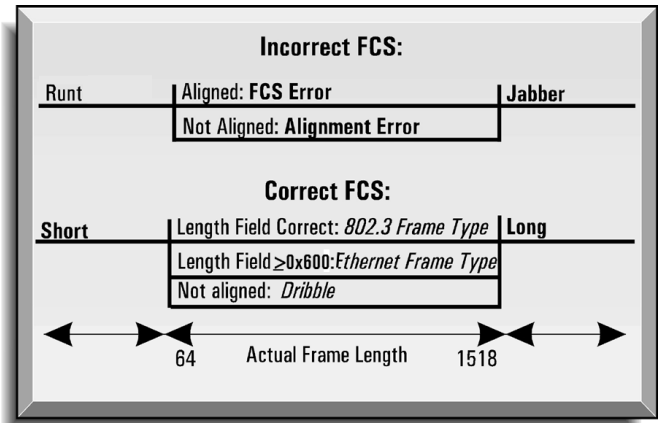 Incorrect FCS:
Runt
Aligned: FCS Error
Jabber
Not Aligned: Alignment Error
Correct FCS:
Short
Length Field Correct: 802.3 Frame Type
Long
Length Field ≥0x600:Ethernet Frame Type
Not aligned: Dribble
64 Actual Frame Length 1518